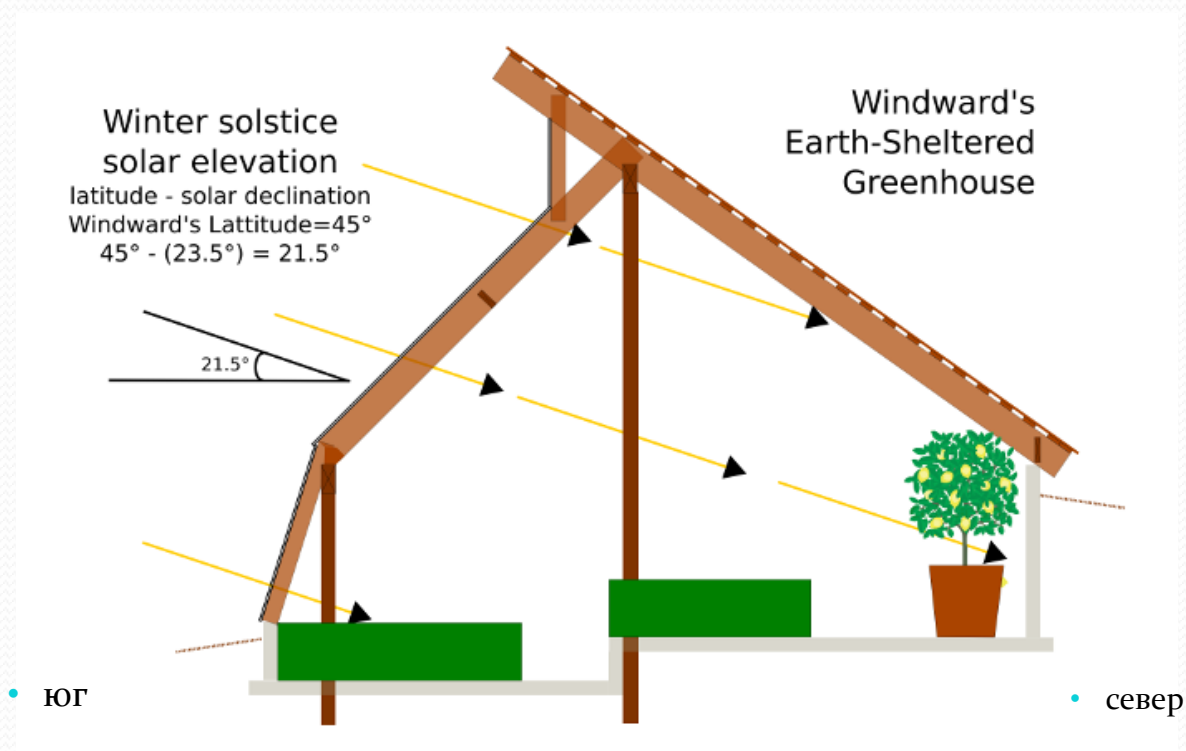 Winter solstice
solar elevation
latitude - solar declination
Windward's Lattitude=45°
45° - (23.5°) = 21.5°
Windward's
Earth-Sheltered
Greenhouse
21.5°
• юг
• север